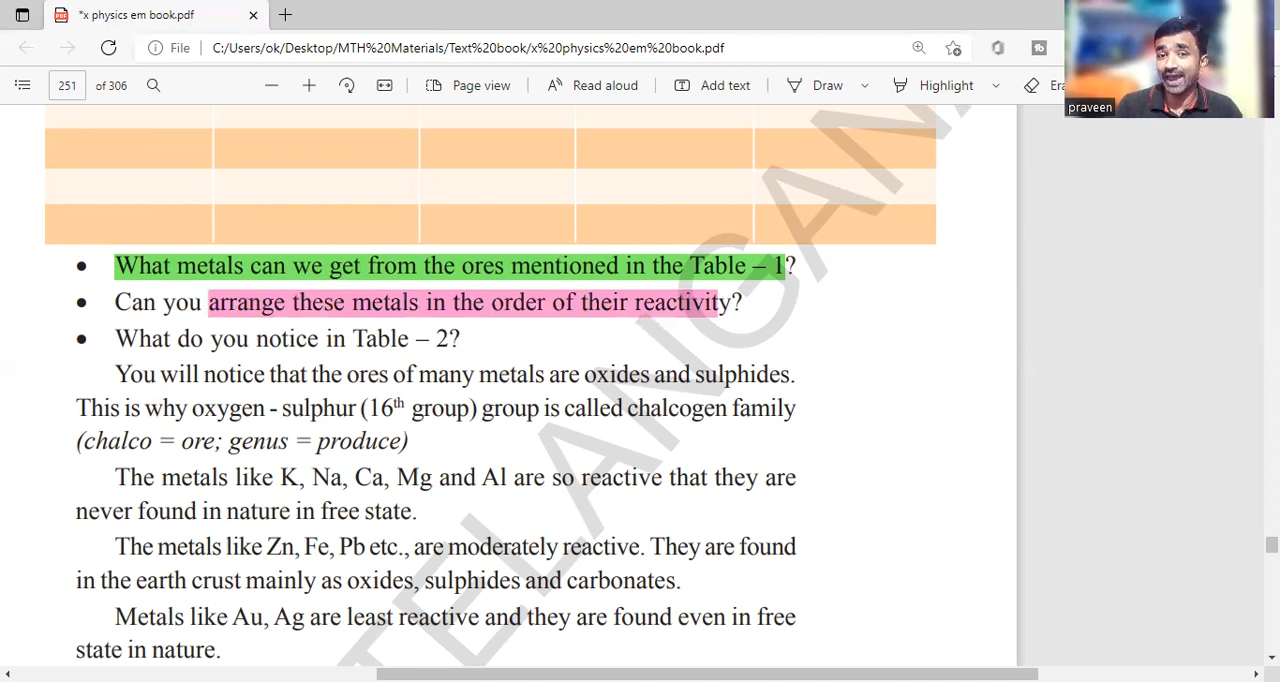 *x physics em book.pdf
File
C:/Users/ok/Desktop/MTH%20Materials/Text%20book/x%20physics%20em%20book.pdf
251 of 306
Page view
Read aloud
Add text
Draw
Highlight
Era
praveen
• What metals can we get from the ores mentioned in the Table – 1?
• Can you arrange these metals in the order of their reactivity?
• What do you notice in Table – 2?
You will notice that the ores of many metals are oxides and sulphides.
This is why oxygen - sulphur (16th group) group is called chalcogen family
(chalco = ore; genus = produce)
The metals like K, Na, Ca, Mg and Al are so reactive that they are
never found in nature in free state.
The metals like Zn, Fe, Pb etc., are moderately reactive. They are found
in the earth crust mainly as oxides, sulphides and carbonates.
Metals like Au, Ag are least reactive and they are found even in free
state in nature.
TELANGANA